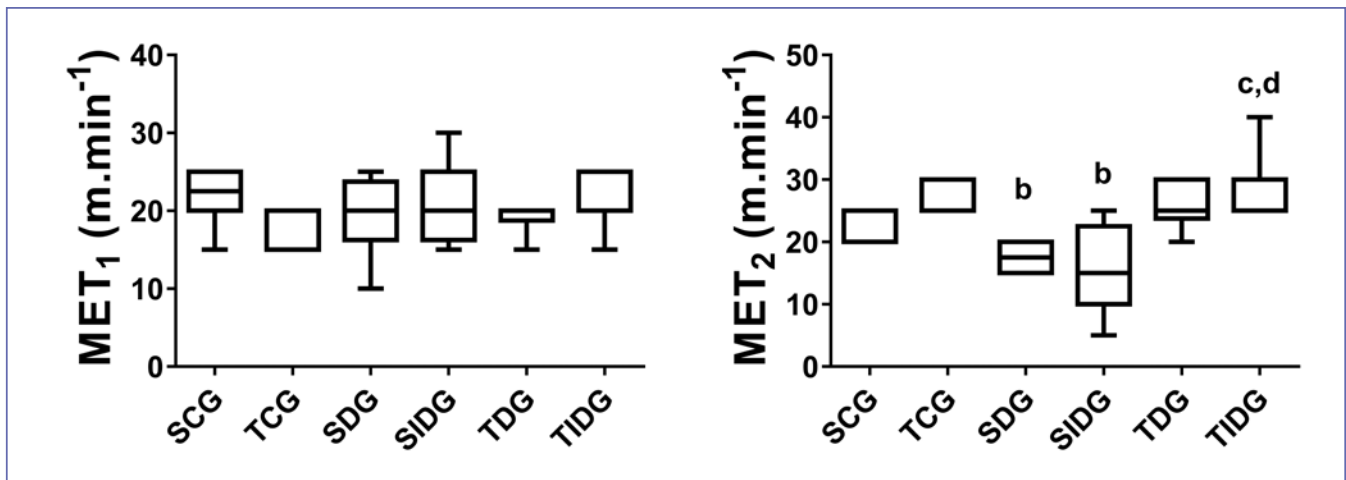 MET₁ (m.min⁻¹)
40
30
20
10
0
SCG
TCG
SDG
SIDG
TDG
TIDG
MET₂ (m.min⁻¹)
50
40
30
20
10
0
b
b
c,d
SCG
TCG
SDG
SIDG
TDG
TIDG